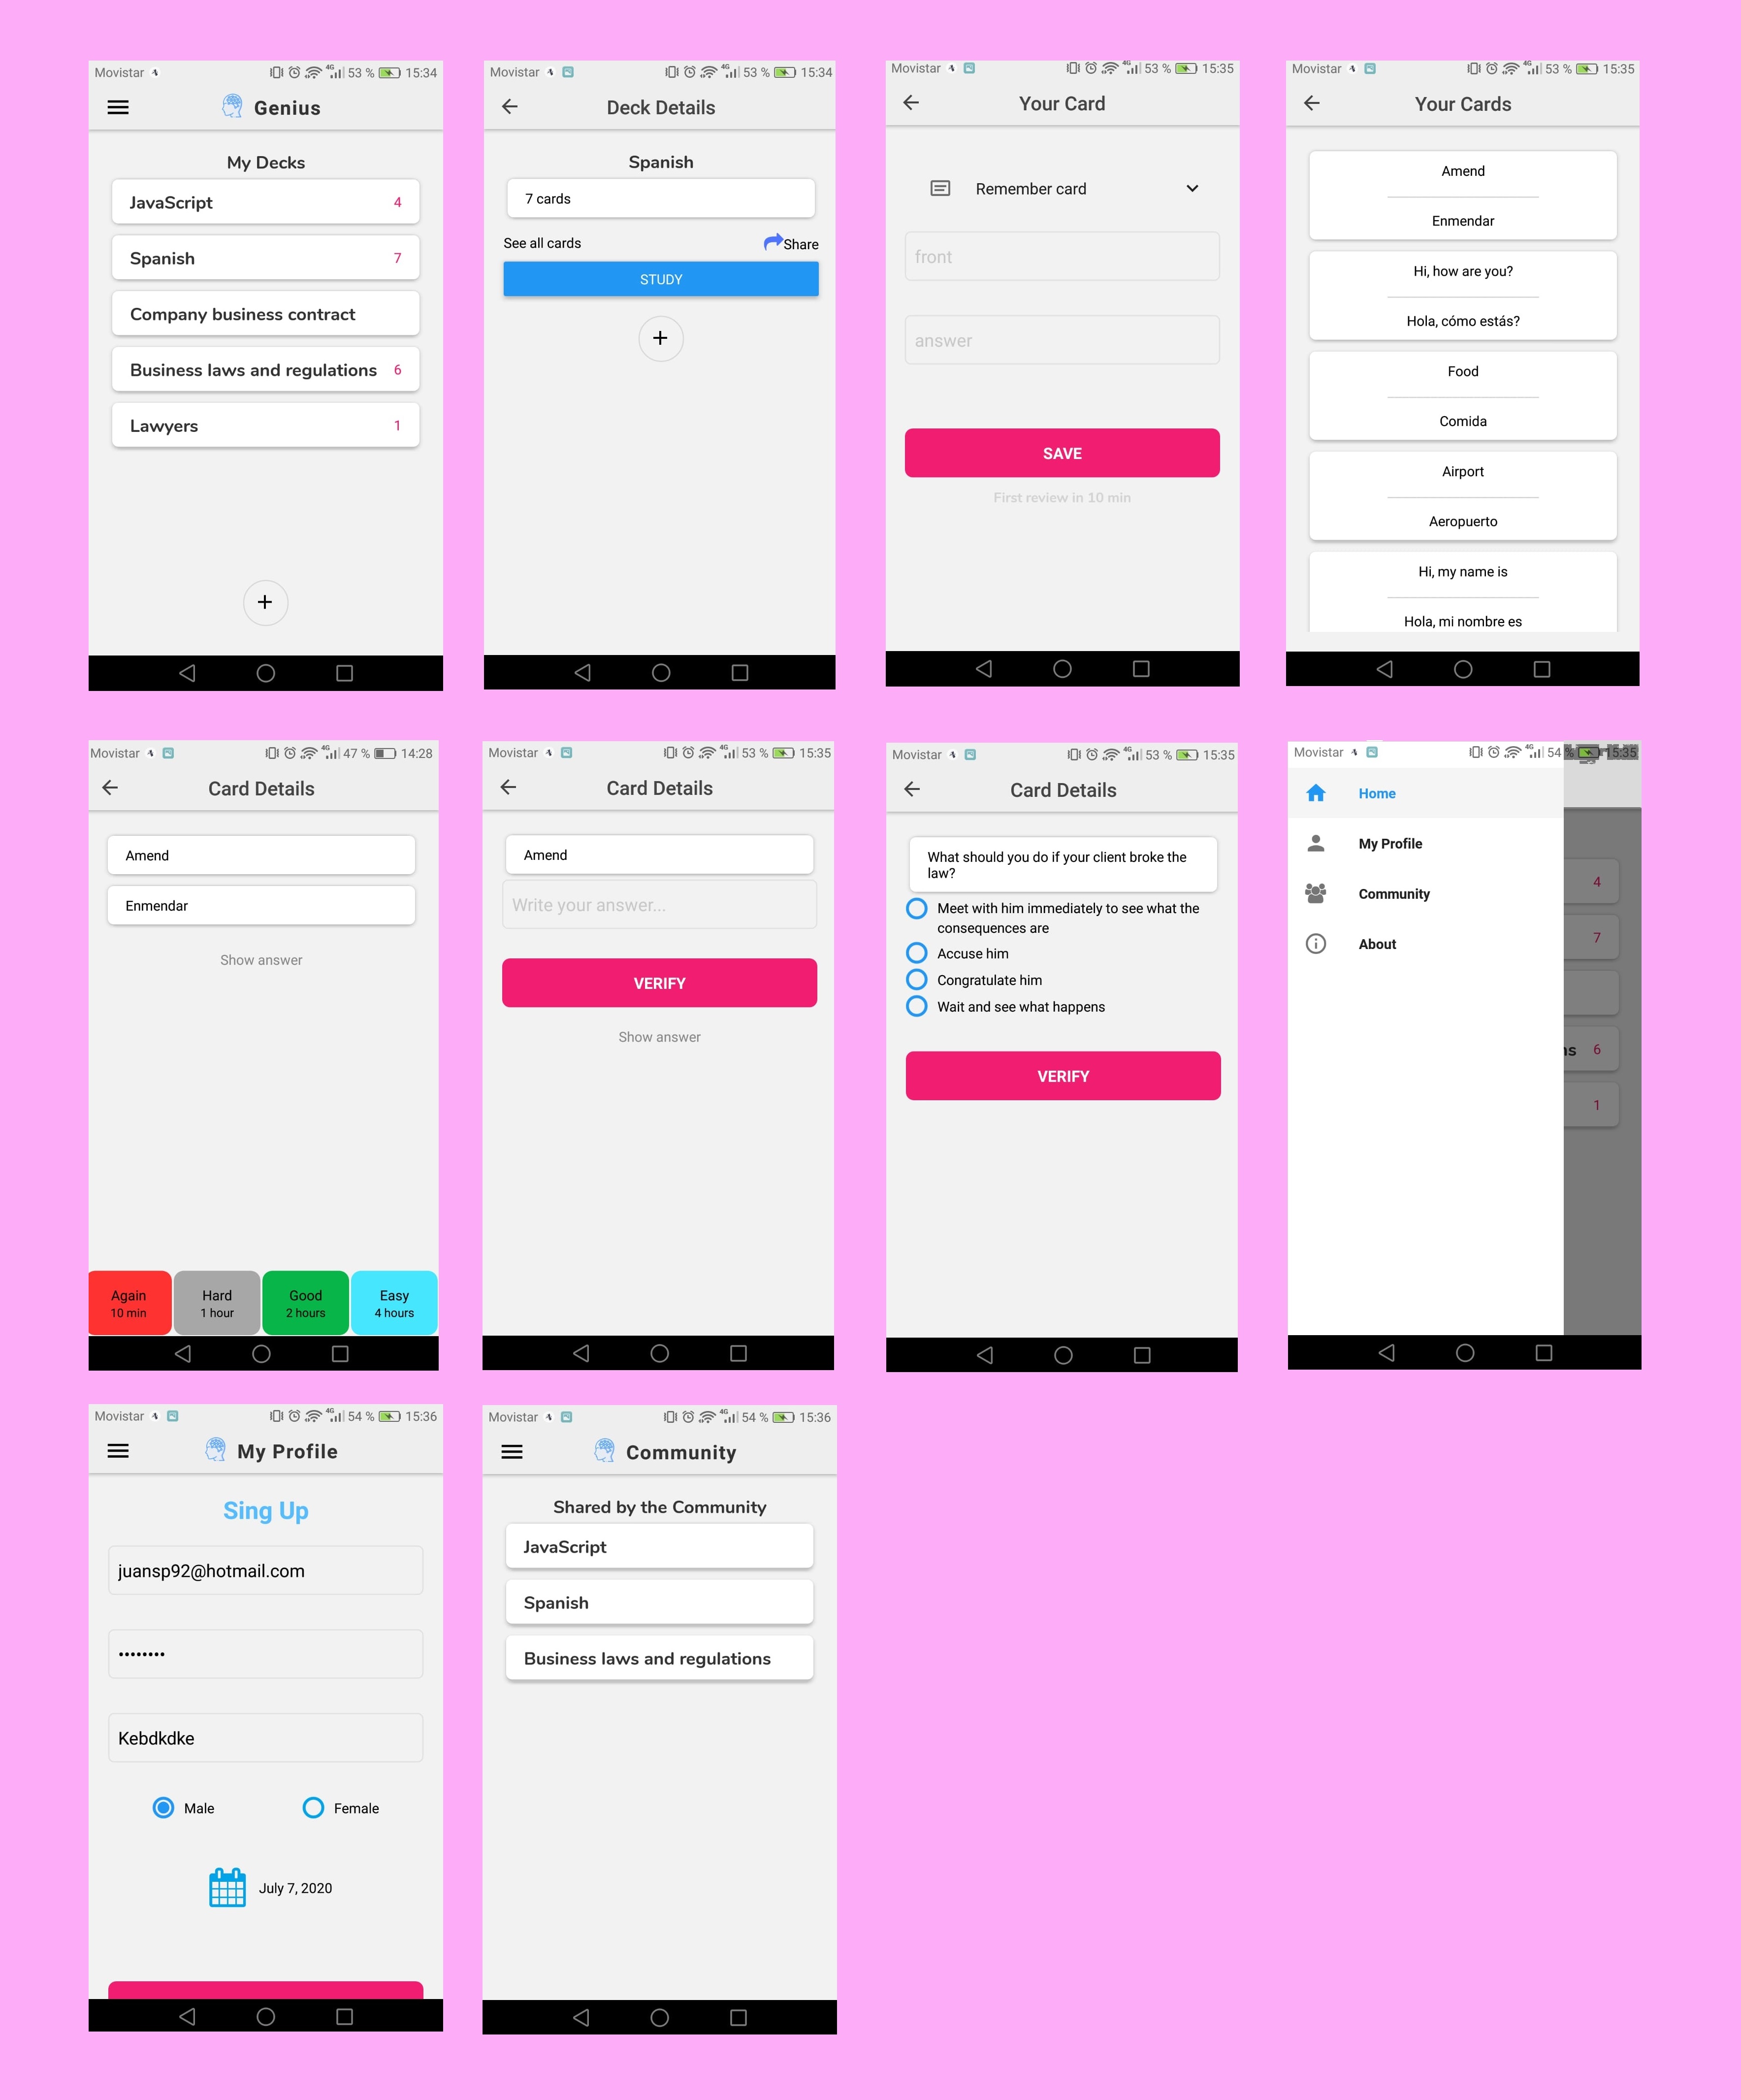 Movistar 4G 53 % 15:34
Genius
My Decks
JavaScript 4
Spanish 7
Company business contract
Business laws and regulations 6
Lawyers 1
+
Movistar 4G 53 % 15:34
Deck Details
Spanish
7 cards
See all cards Share
STUDY
+
Movistar 4G 53 % 15:35
Your Card
Remember card
front
answer
SAVE
First review in 10 min
Movistar 4G 53 % 15:35
Your Cards
Amend
Enmendar
Hi, how are you?
Hola, cómo estás?
Food
Comida
Airport
Aeropuerto
Hi, my name is
Hola, mi nombre es
Movistar 4G 47 % 14:28
Card Details
Amend
Enmendar
Show answer
Again Hard Good Easy
10 min 1 hour 2 hours 4 hours
Movistar 4G 53 % 15:35
Card Details
Amend
Write your answer...
VERIFY
Show answer
Movistar 4G 53 % 15:35
Card Details
What should you do if your client broke the
law?
Meet with him immediately to see what the
consequences are
Accuse him
Congratulate him
Wait and see what happens
VERIFY
Movistar 4G 54 % 15:35
Home
My Profile
Community
About
4
7
ns 6
1
Movistar 4G 54 % 15:36
My Profile
Sing Up
juansp92@hotmail.com
••••••••
Kebdkdke
Male Female
July 7, 2020
Movistar 4G 54 % 15:36
Community
Shared by the Community
JavaScript
Spanish
Business laws and regulations